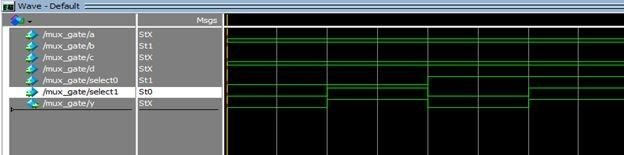 Wave - Default
Msgs
/mux_gate/a StX
/mux_gate/b St1
/mux_gate/c StX
/mux_gate/d StX
/mux_gate/select0 St1
/mux_gate/select1 St0
/mux_gate/y StX